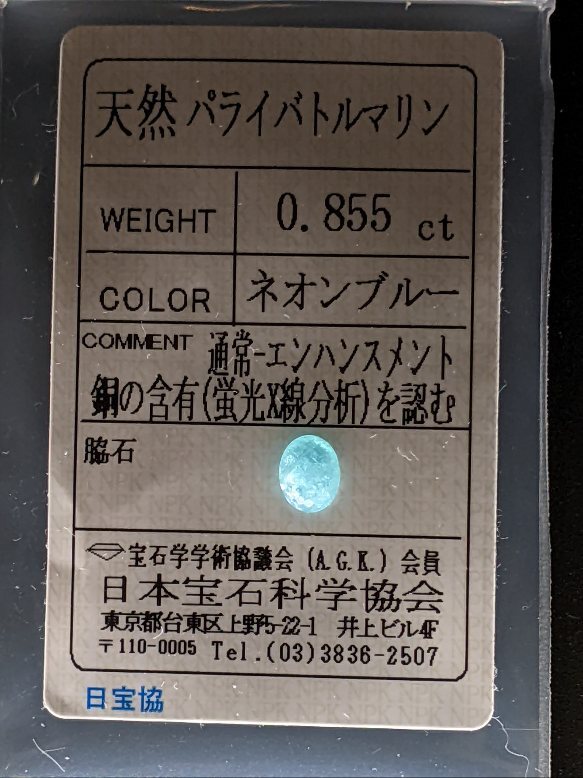 天然 パライバトルマリン
WEIGHT 0.855 ct
COLOR ネオンブルー
COMMENT 通常-エンハンスメント
銅の含有(蛍光X線分析)を認む
脇石
宝石学学術協議会 (A.G.K.) 会員
日本宝石科学協会
東京都台東区上野5-22-1 井上ビル4F
〒110-0005 Tel.(03)3836-2507
日宝協